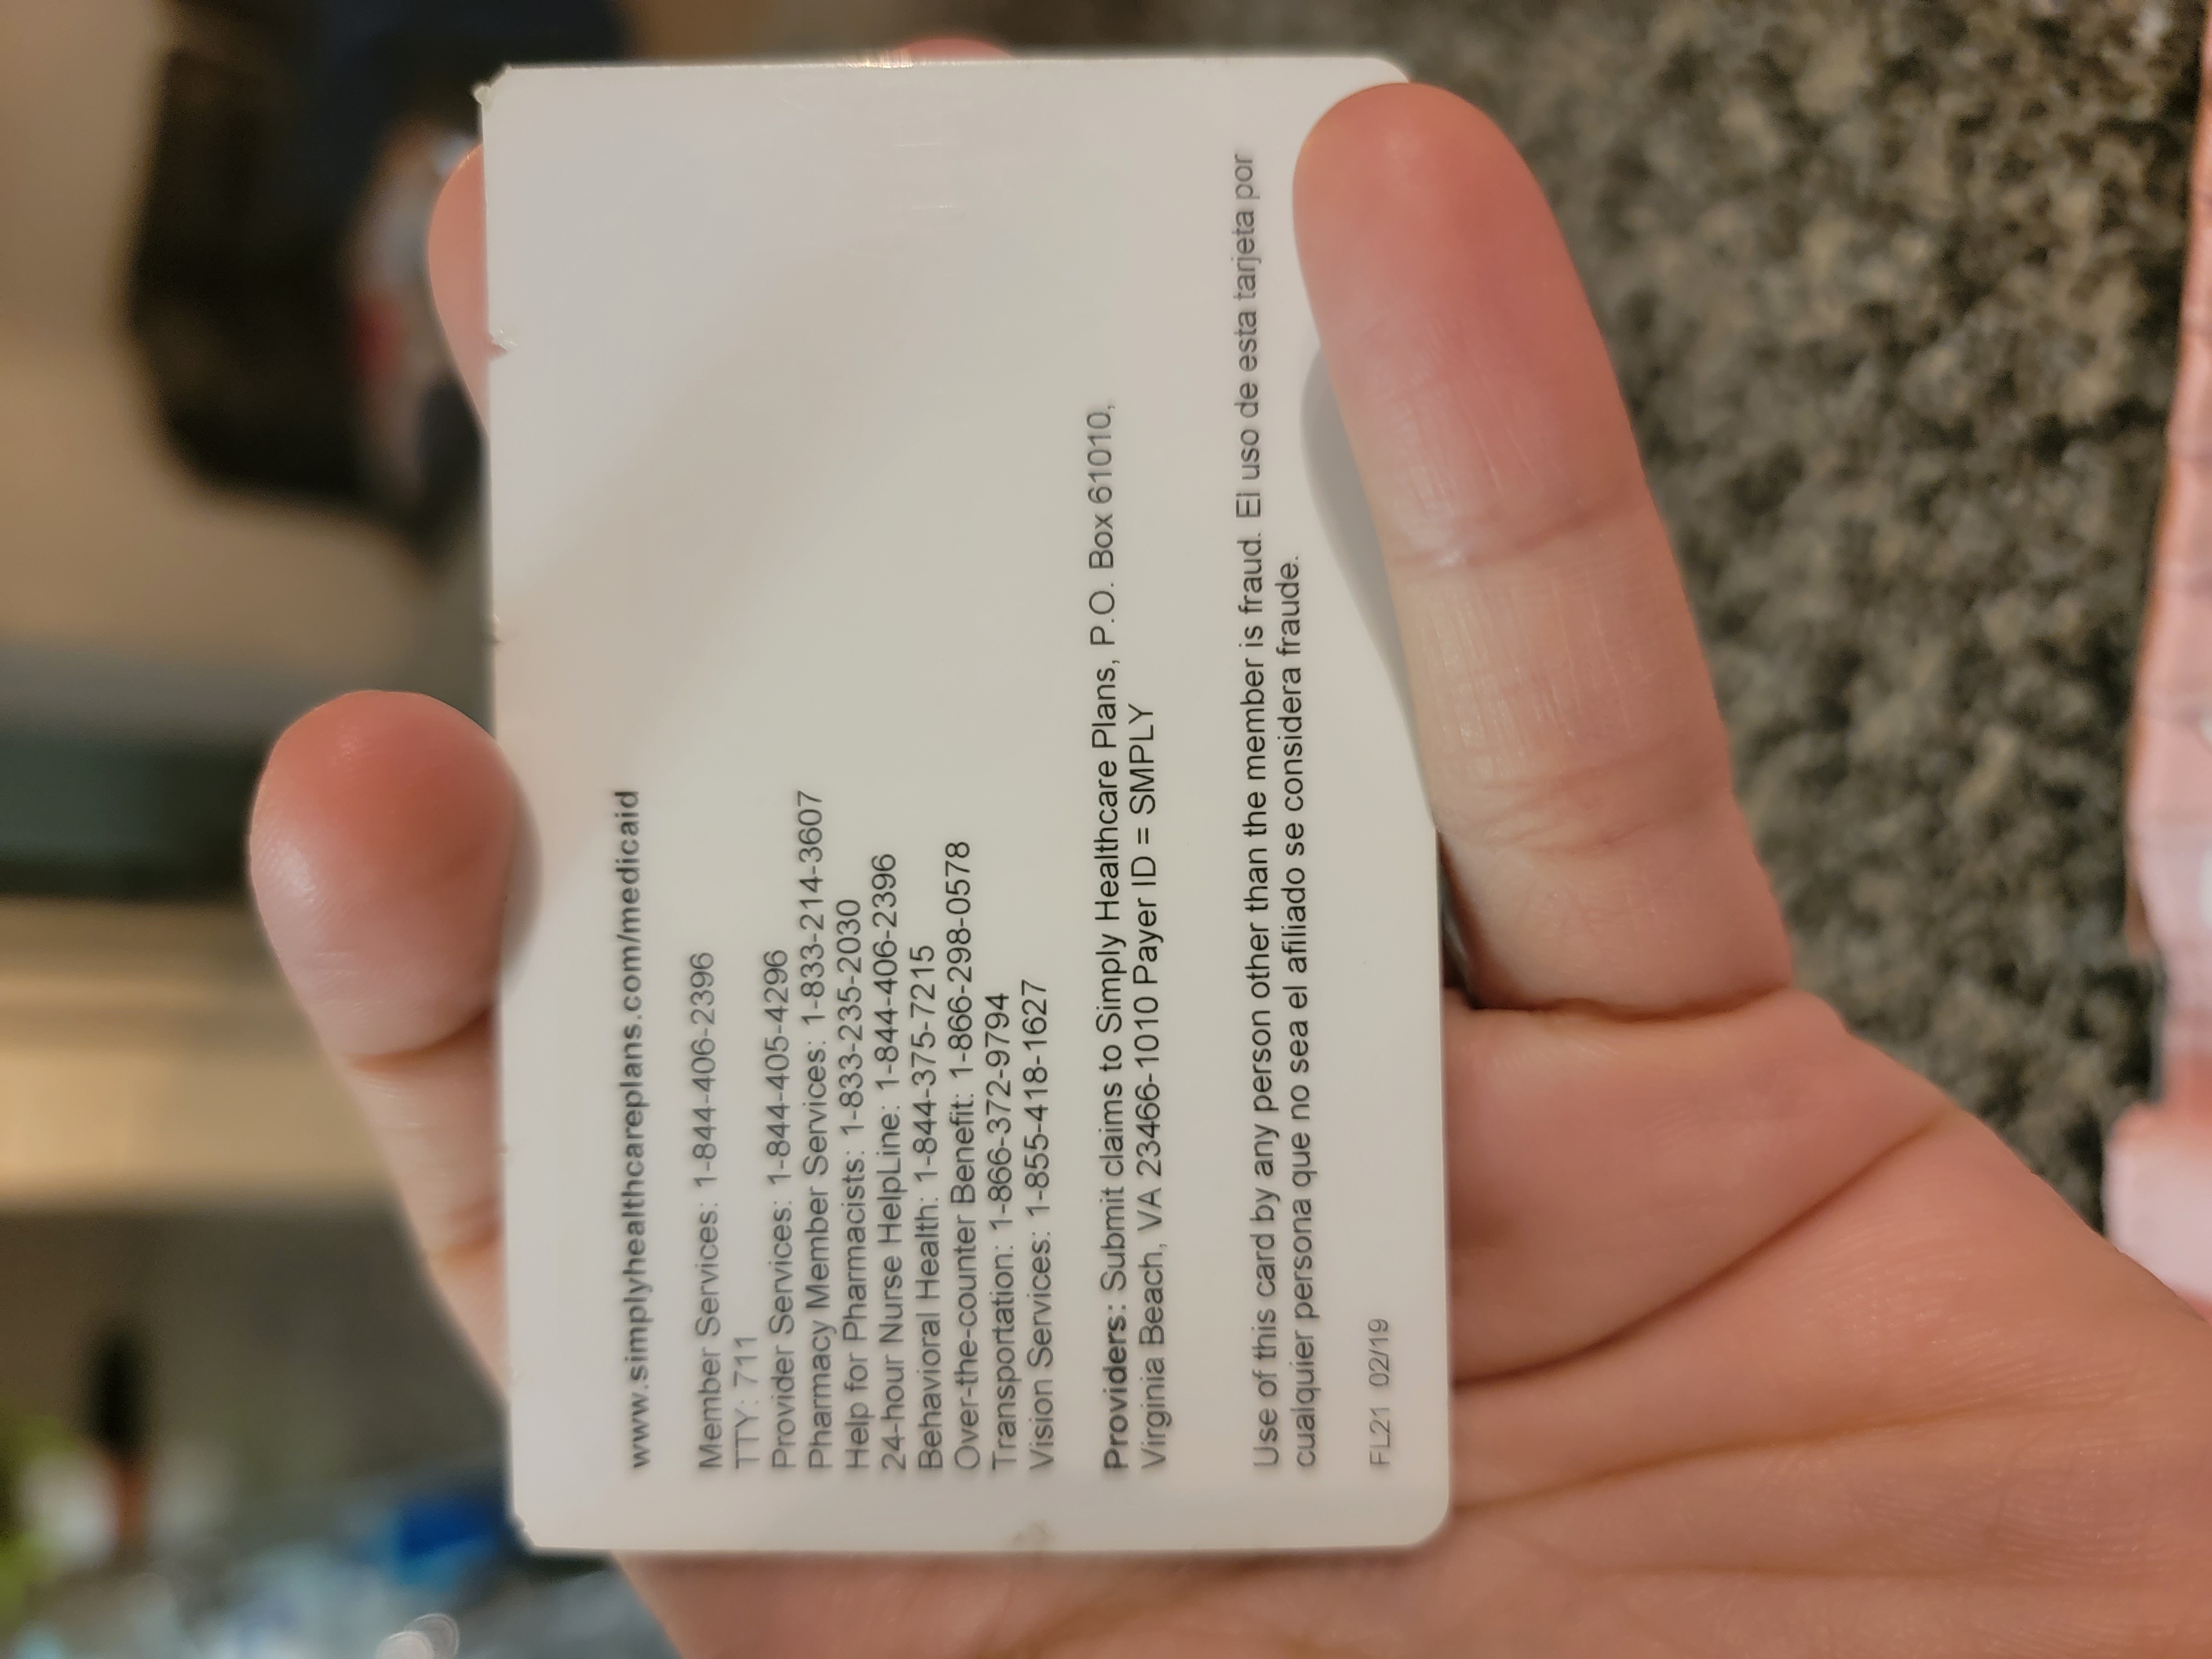 www.simplyhealthcareplans.com/medicaid
Member Services: 1-844-406-2396
TTY: 711
Provider Services: 1-844-405-4296
Pharmacy Member Services: 1-833-214-3607
Help for Pharmacists: 1-833-235-2030
24-hour Nurse HelpLine: 1-844-406-2396
Behavioral Health: 1-844-375-7215
Over-the-counter Benefit: 1-866-298-0578
Transportation: 1-866-372-9794
Vision Services: 1-855-418-1627
Providers: Submit claims to Simply Healthcare Plans, P.O. Box 61010,
Virginia Beach, VA 23466-1010 Payer ID = SMPLY
Use of this card by any person other than the member is fraud. El uso de esta tarjeta por
cualquier persona que no sea el afiliado se considera fraude.
FL21 02/19